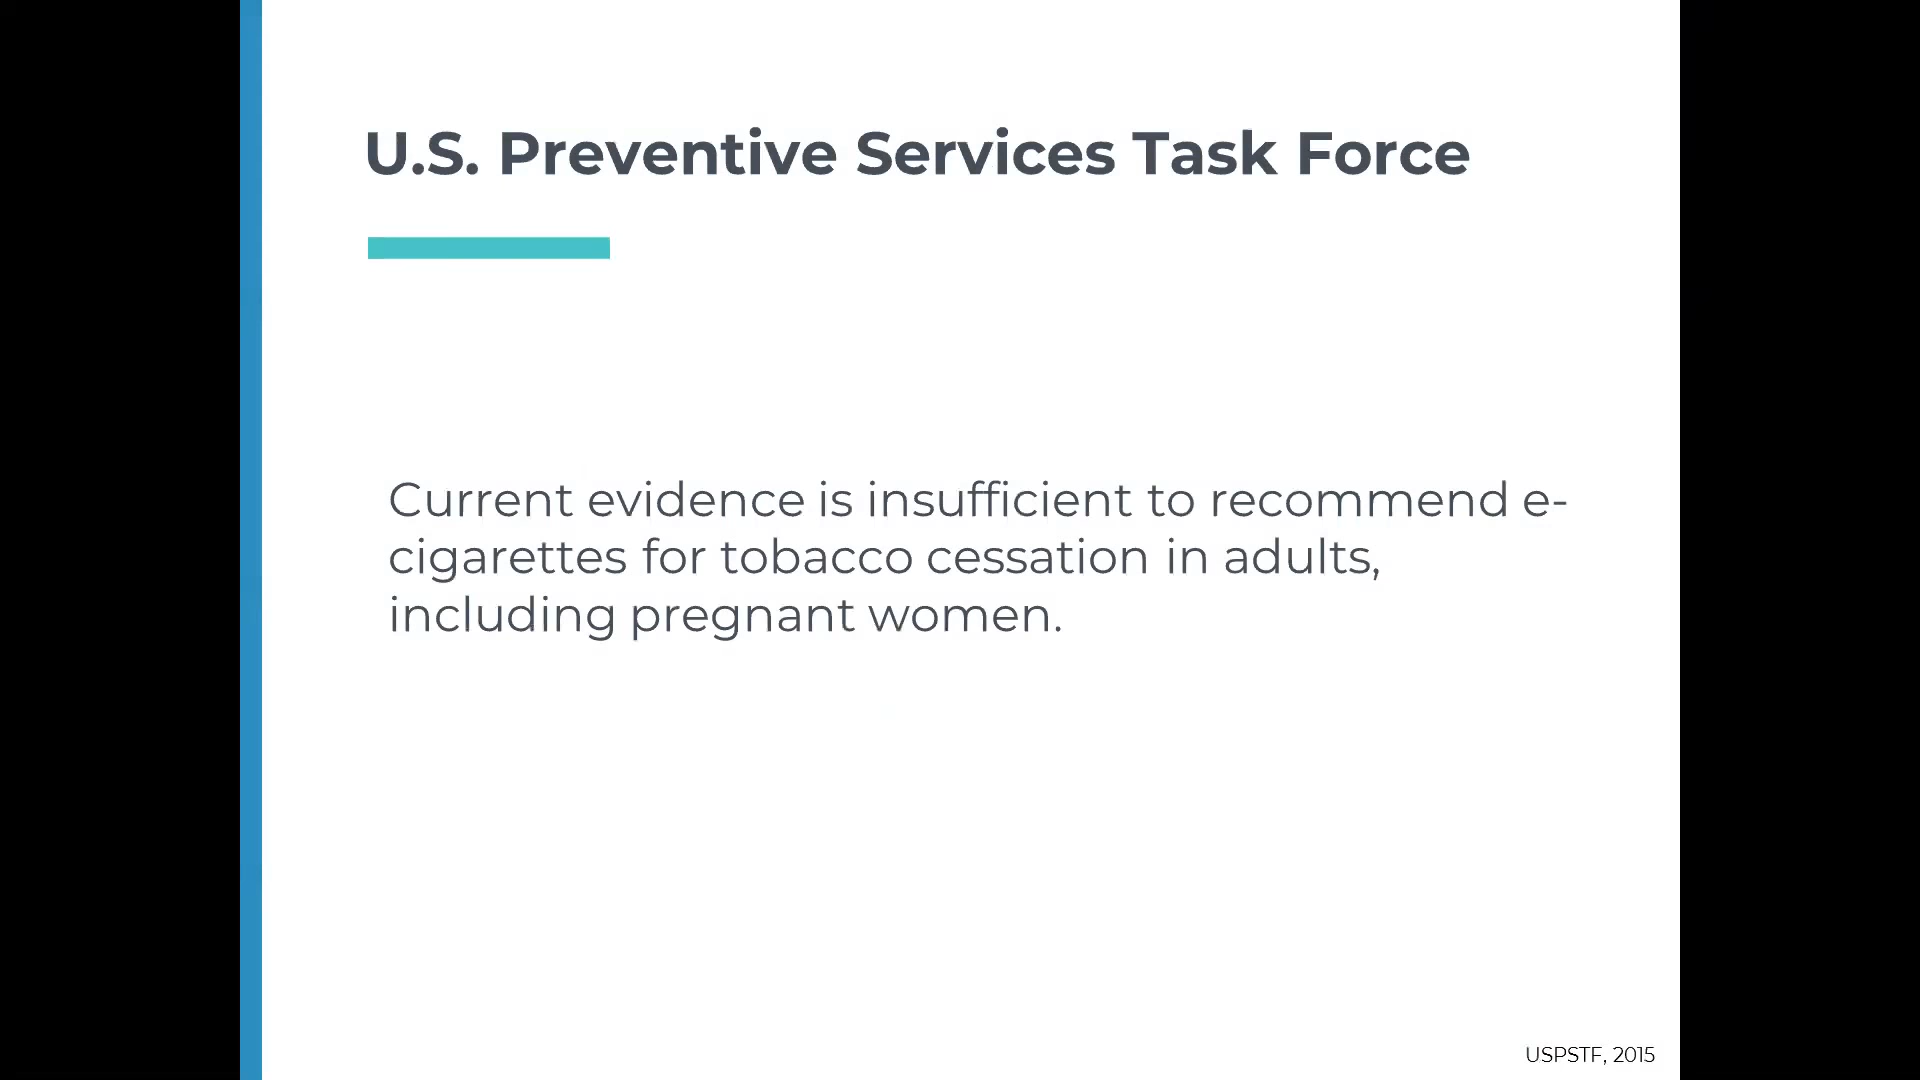 U.S. Preventive Services Task Force
Current evidence is insufficient to recommend e-
cigarettes for tobacco cessation in adults,
including pregnant women.
USPSTF, 2015